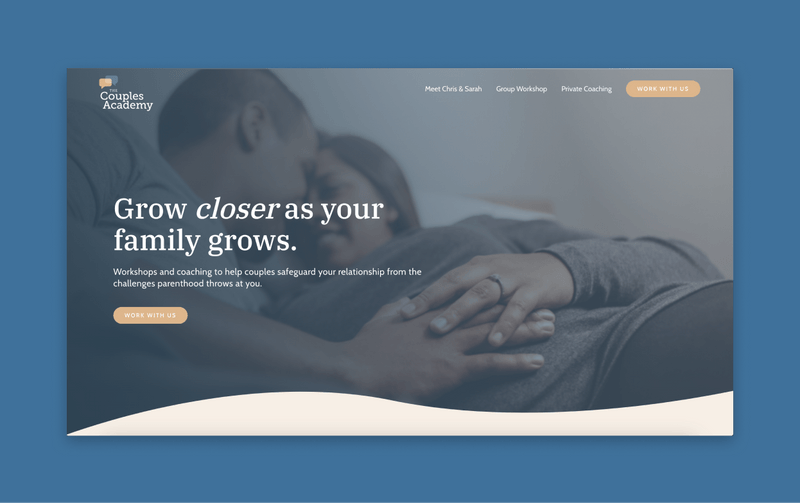 THE
Couples
Academy
Meet Chris & Sarah
Group Workshop
Private Coaching
WORK WITH US
Grow closer as your
family grows.
Workshops and coaching to help couples safeguard your relationship from the
challenges parenthood throws at you.
WORK WITH US